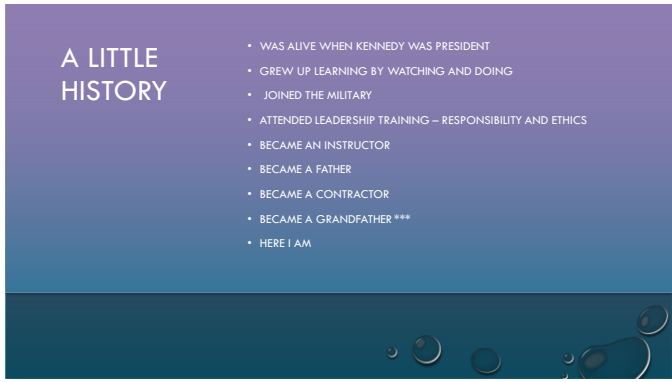 A LITTLE
HISTORY
• WAS ALIVE WHEN KENNEDY WAS PRESIDENT
• GREW UP LEARNING BY WATCHING AND DOING
• JOINED THE MILITARY
• ATTENDED LEADERSHIP TRAINING – RESPONSIBILITY AND ETHICS
• BECAME AN INSTRUCTOR
• BECAME A FATHER
• BECAME A CONTRACTOR
• BECAME A GRANDFATHER ***
• HERE I AM